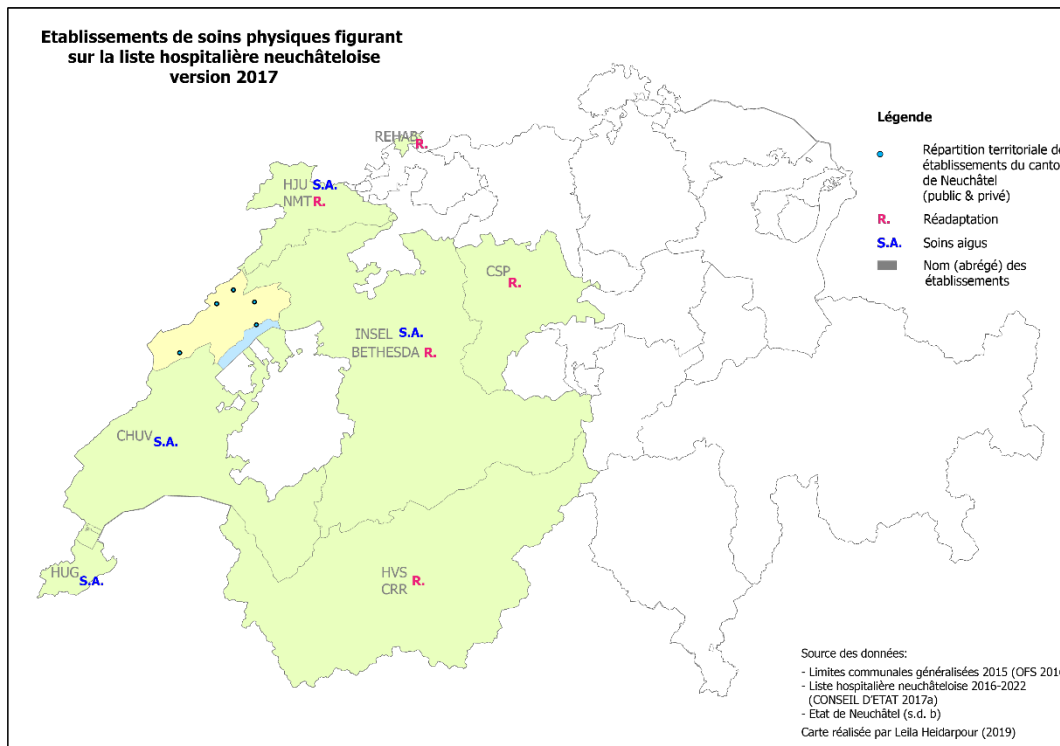 Etablissements de soins physiques figurant
sur la liste hospitalière neuchâteloise
version 2017
REHAB
R.
HJU S.A.
NMT R.
CSP
R.
INSEL S.A.
BETHESDA R.
CHUV S.A.
HUG S.A.
HVS R.
CRR
Légende
Répartition territoriale de
établissements du canto
de Neuchâtel
(public & privé)
R. Réadaptation
S.A. Soins aigus
Nom (abrégé) des
établissements
Source des données:
- Limites communales généralisées 2015 (OFS 201
- Liste hospitalière neuchâteloise 2016-2022
(CONSEIL D'ETAT 2017a)
- Etat de Neuchâtel (s.d. b)
Carte réalisée par Leila Heidarpour (2019)